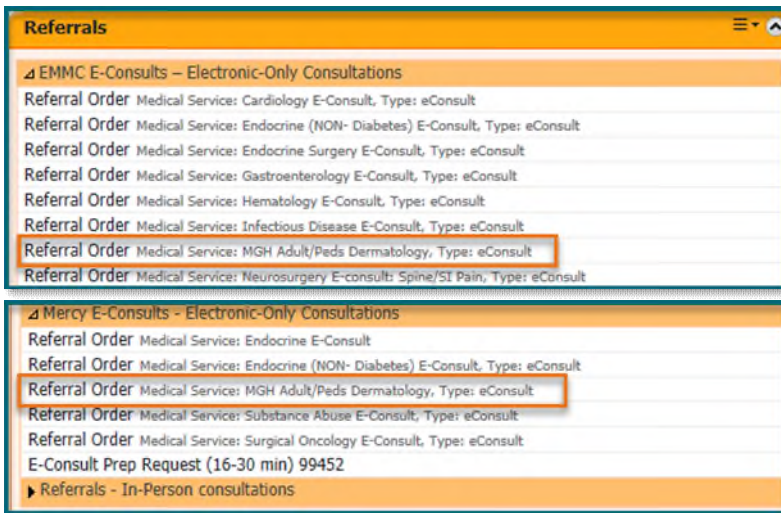 Referrals
EMMC E-Consults – Electronic-Only Consultations
Referral Order Medical Service: Cardiology E-Consult, Type: eConsult
Referral Order Medical Service: Endocrine (NON- Diabetes) E-Consult, Type: eConsult
Referral Order Medical Service: Endocrine Surgery E-Consult, Type: eConsult
Referral Order Medical Service: Gastroenterology E-Consult, Type: eConsult
Referral Order Medical Service: Hematology E-Consult, Type: eConsult
Referral Order Medical Service: Infectious Disease E-Consult, Type: eConsult
Referral Order Medical Service: MGH Adult/Peds Dermatology, Type: eConsult
Referral Order Medical Service: Neurosurgery E-consult: Spine/SI Pain, Type: eConsult
Mercy E-Consults - Electronic-Only Consultations
Referral Order Medical Service: Endocrine E-Consult
Referral Order Medical Service: Endocrine (NON- Diabetes) E-Consult, Type: eConsult
Referral Order Medical Service: MGH Adult/Peds Dermatology, Type: eConsult
Referral Order Medical Service: Substance Abuse E-Consult, Type: eConsult
Referral Order Medical Service: Surgical Oncology E-Consult, Type: eConsult
E-Consult Prep Request (16-30 min) 99452
Referrals - In-Person consultations